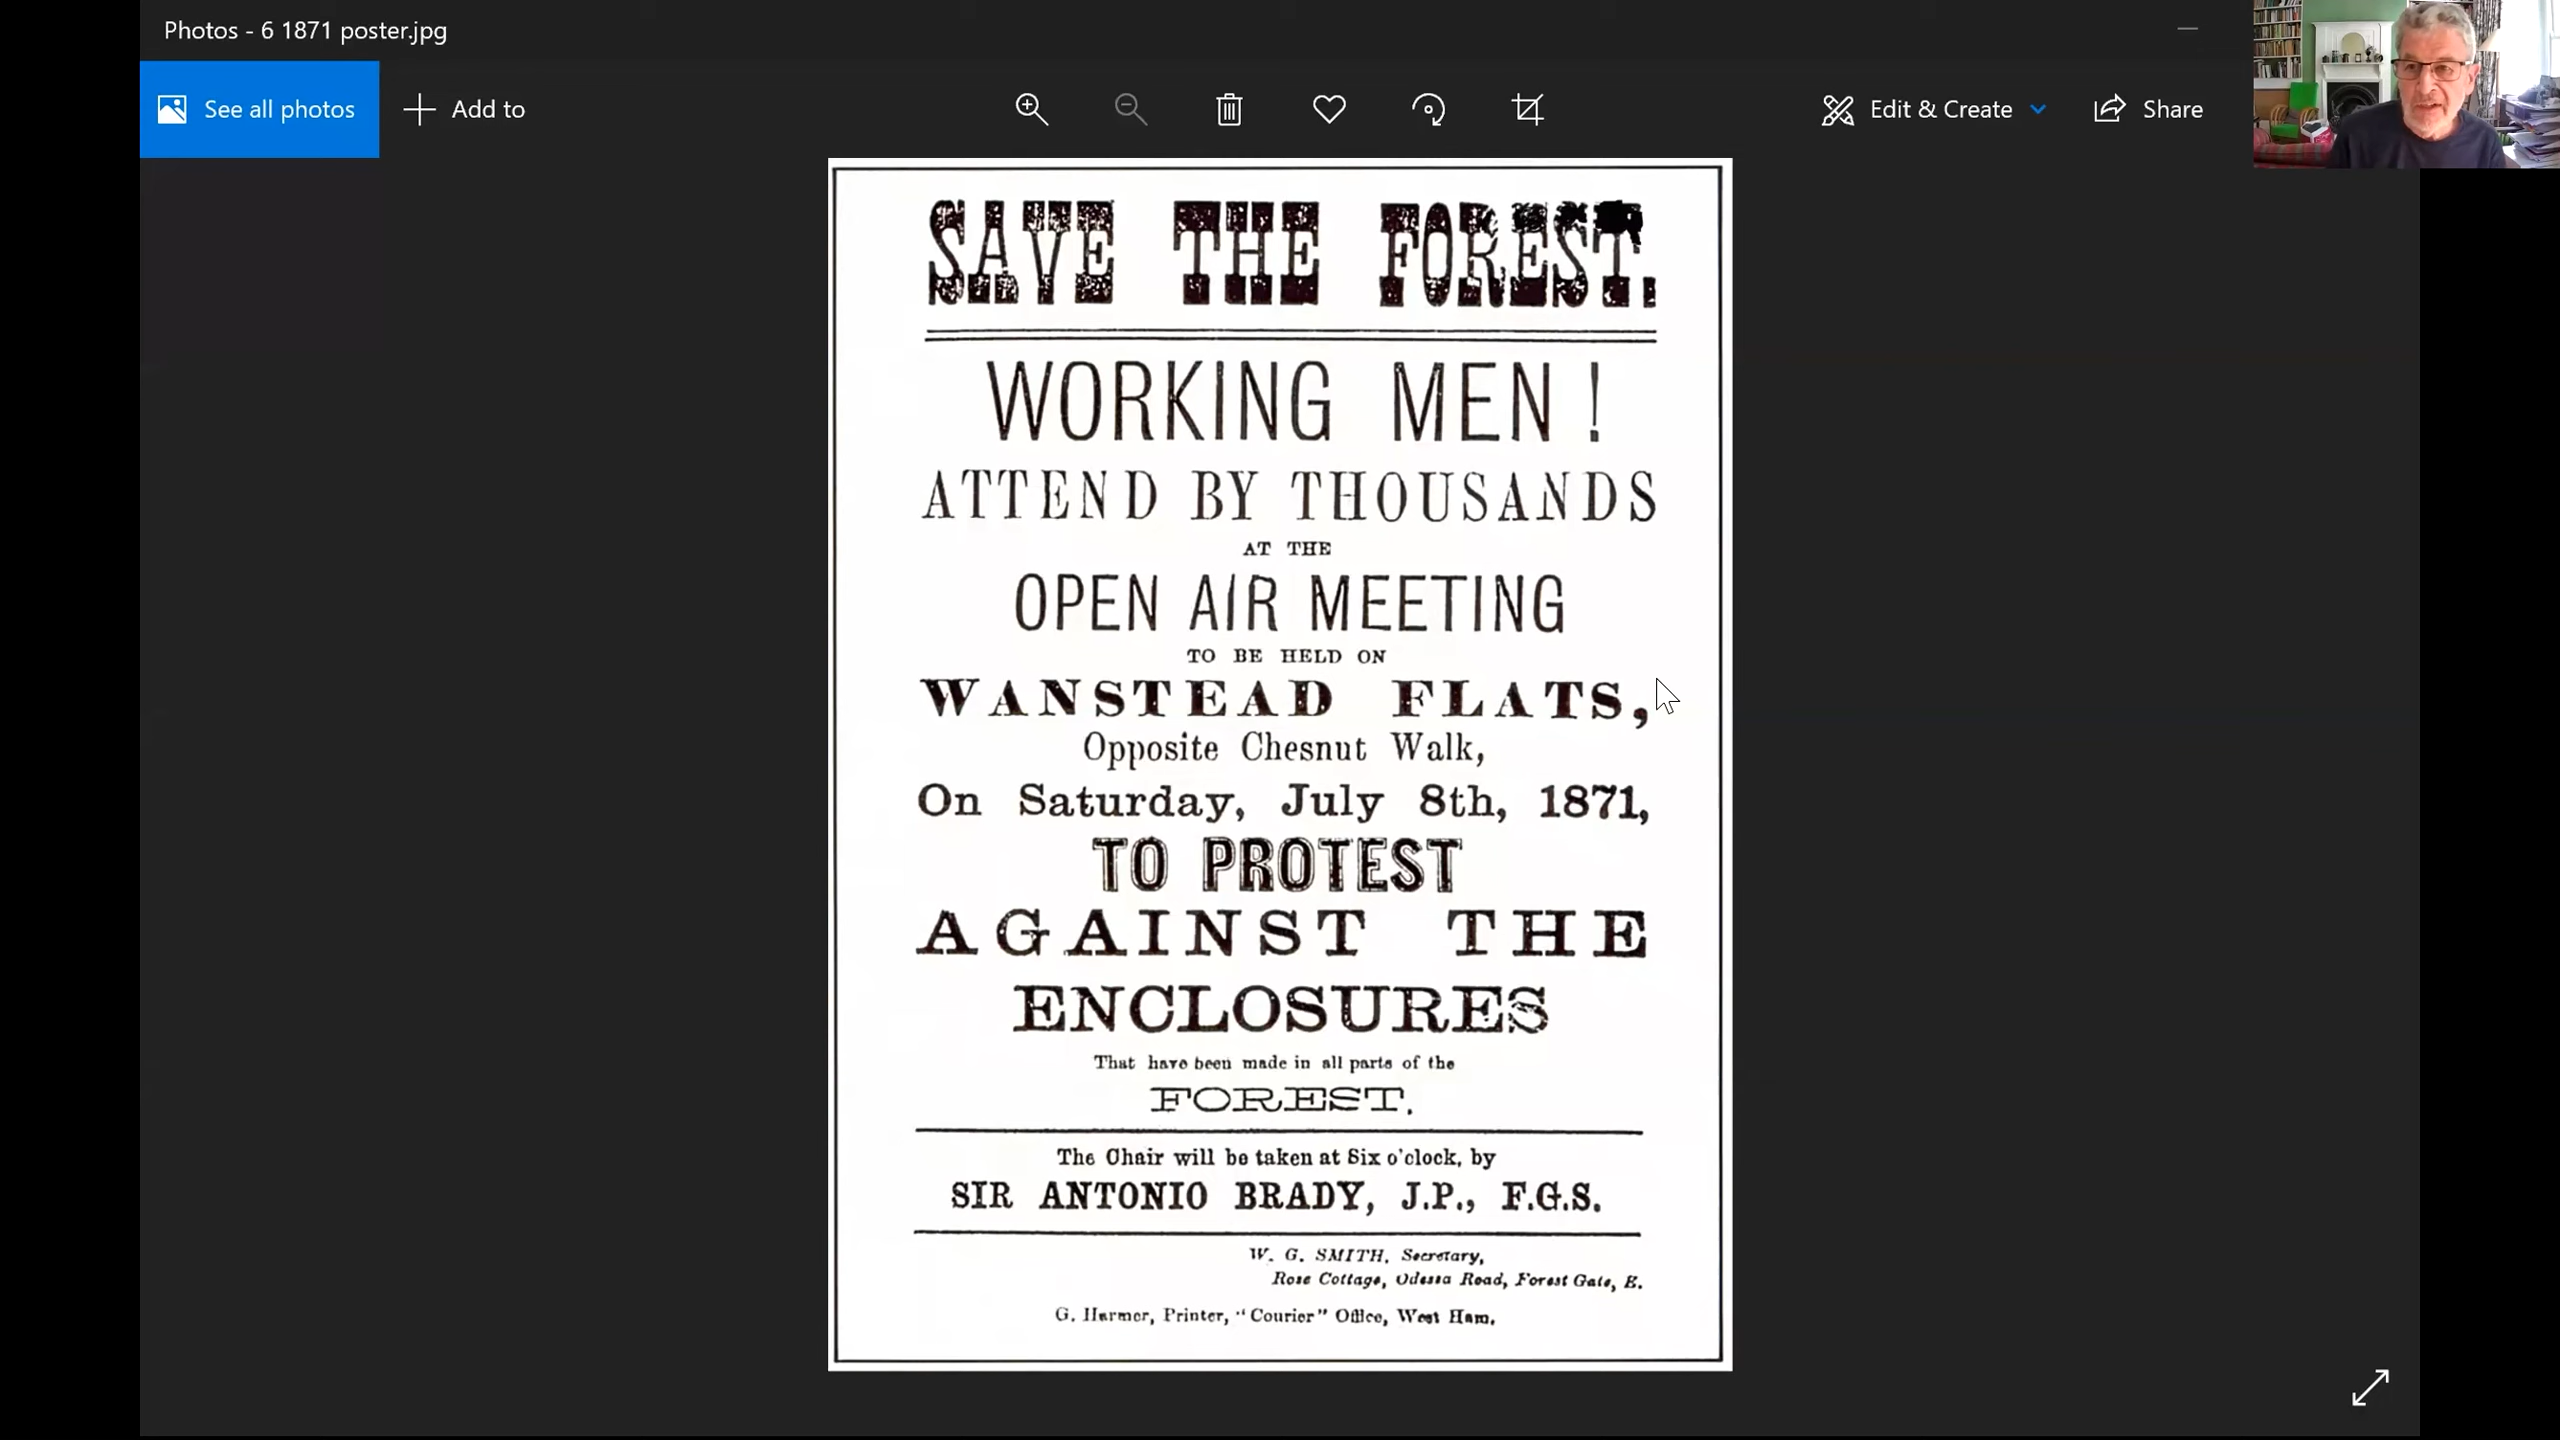 Photos - 6 1871 poster.jpg
See all photos
Add to
Edit & Create
Share
SAVE THE FOREST.
WORKING MEN!
ATTEND BY THOUSANDS
AT THE
OPEN AIR MEETING
TO BE HELD ON
WANSTEAD FLATS,
Opposite Chesnut Walk,
On Saturday, July 8th, 1871,
TO PROTEST
AGAINST THE
ENCLOSURES
That have been made in all parts of the
FOREST.
The Chair will be taken at Six o'clock, by
SIR ANTONIO BRADY, J.P., F.G.S.
W. G. SMITH, Secretary,
Rose Cottage, Odessa Road, Forest Gate, E.
G. Harmer, Printer, "Courier" Office, West Ham.